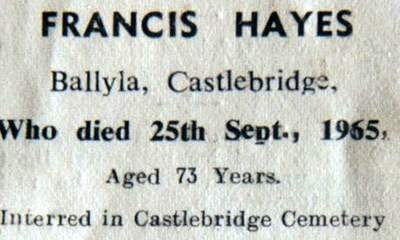 FRANCIS HAYES
Ballyla, Castlebridge,
Who died 25th Sept., 1965,
Aged 73 Years.
Interred in Castlebridge Cemetery